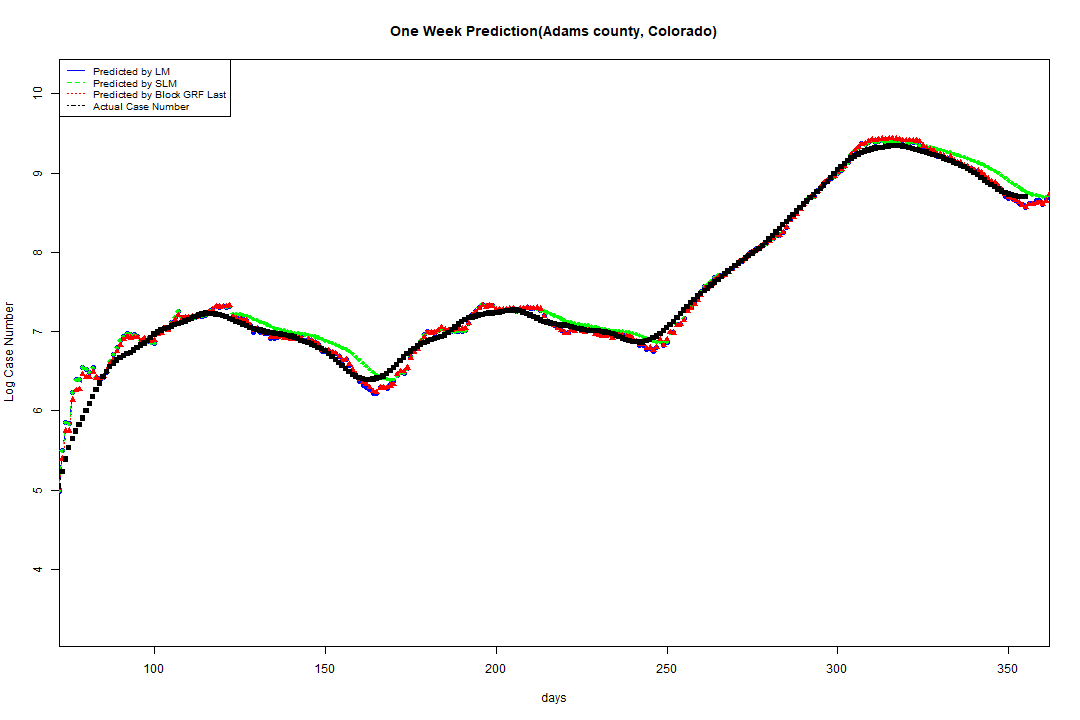 One Week Prediction(Adams county, Colorado)
Predicted by LM
Predicted by SLM
Predicted by Block GRF Last
Actual Case Number
10
9
8
7
6
5
4
Log Case Number
100 150 200 250 300 350
days